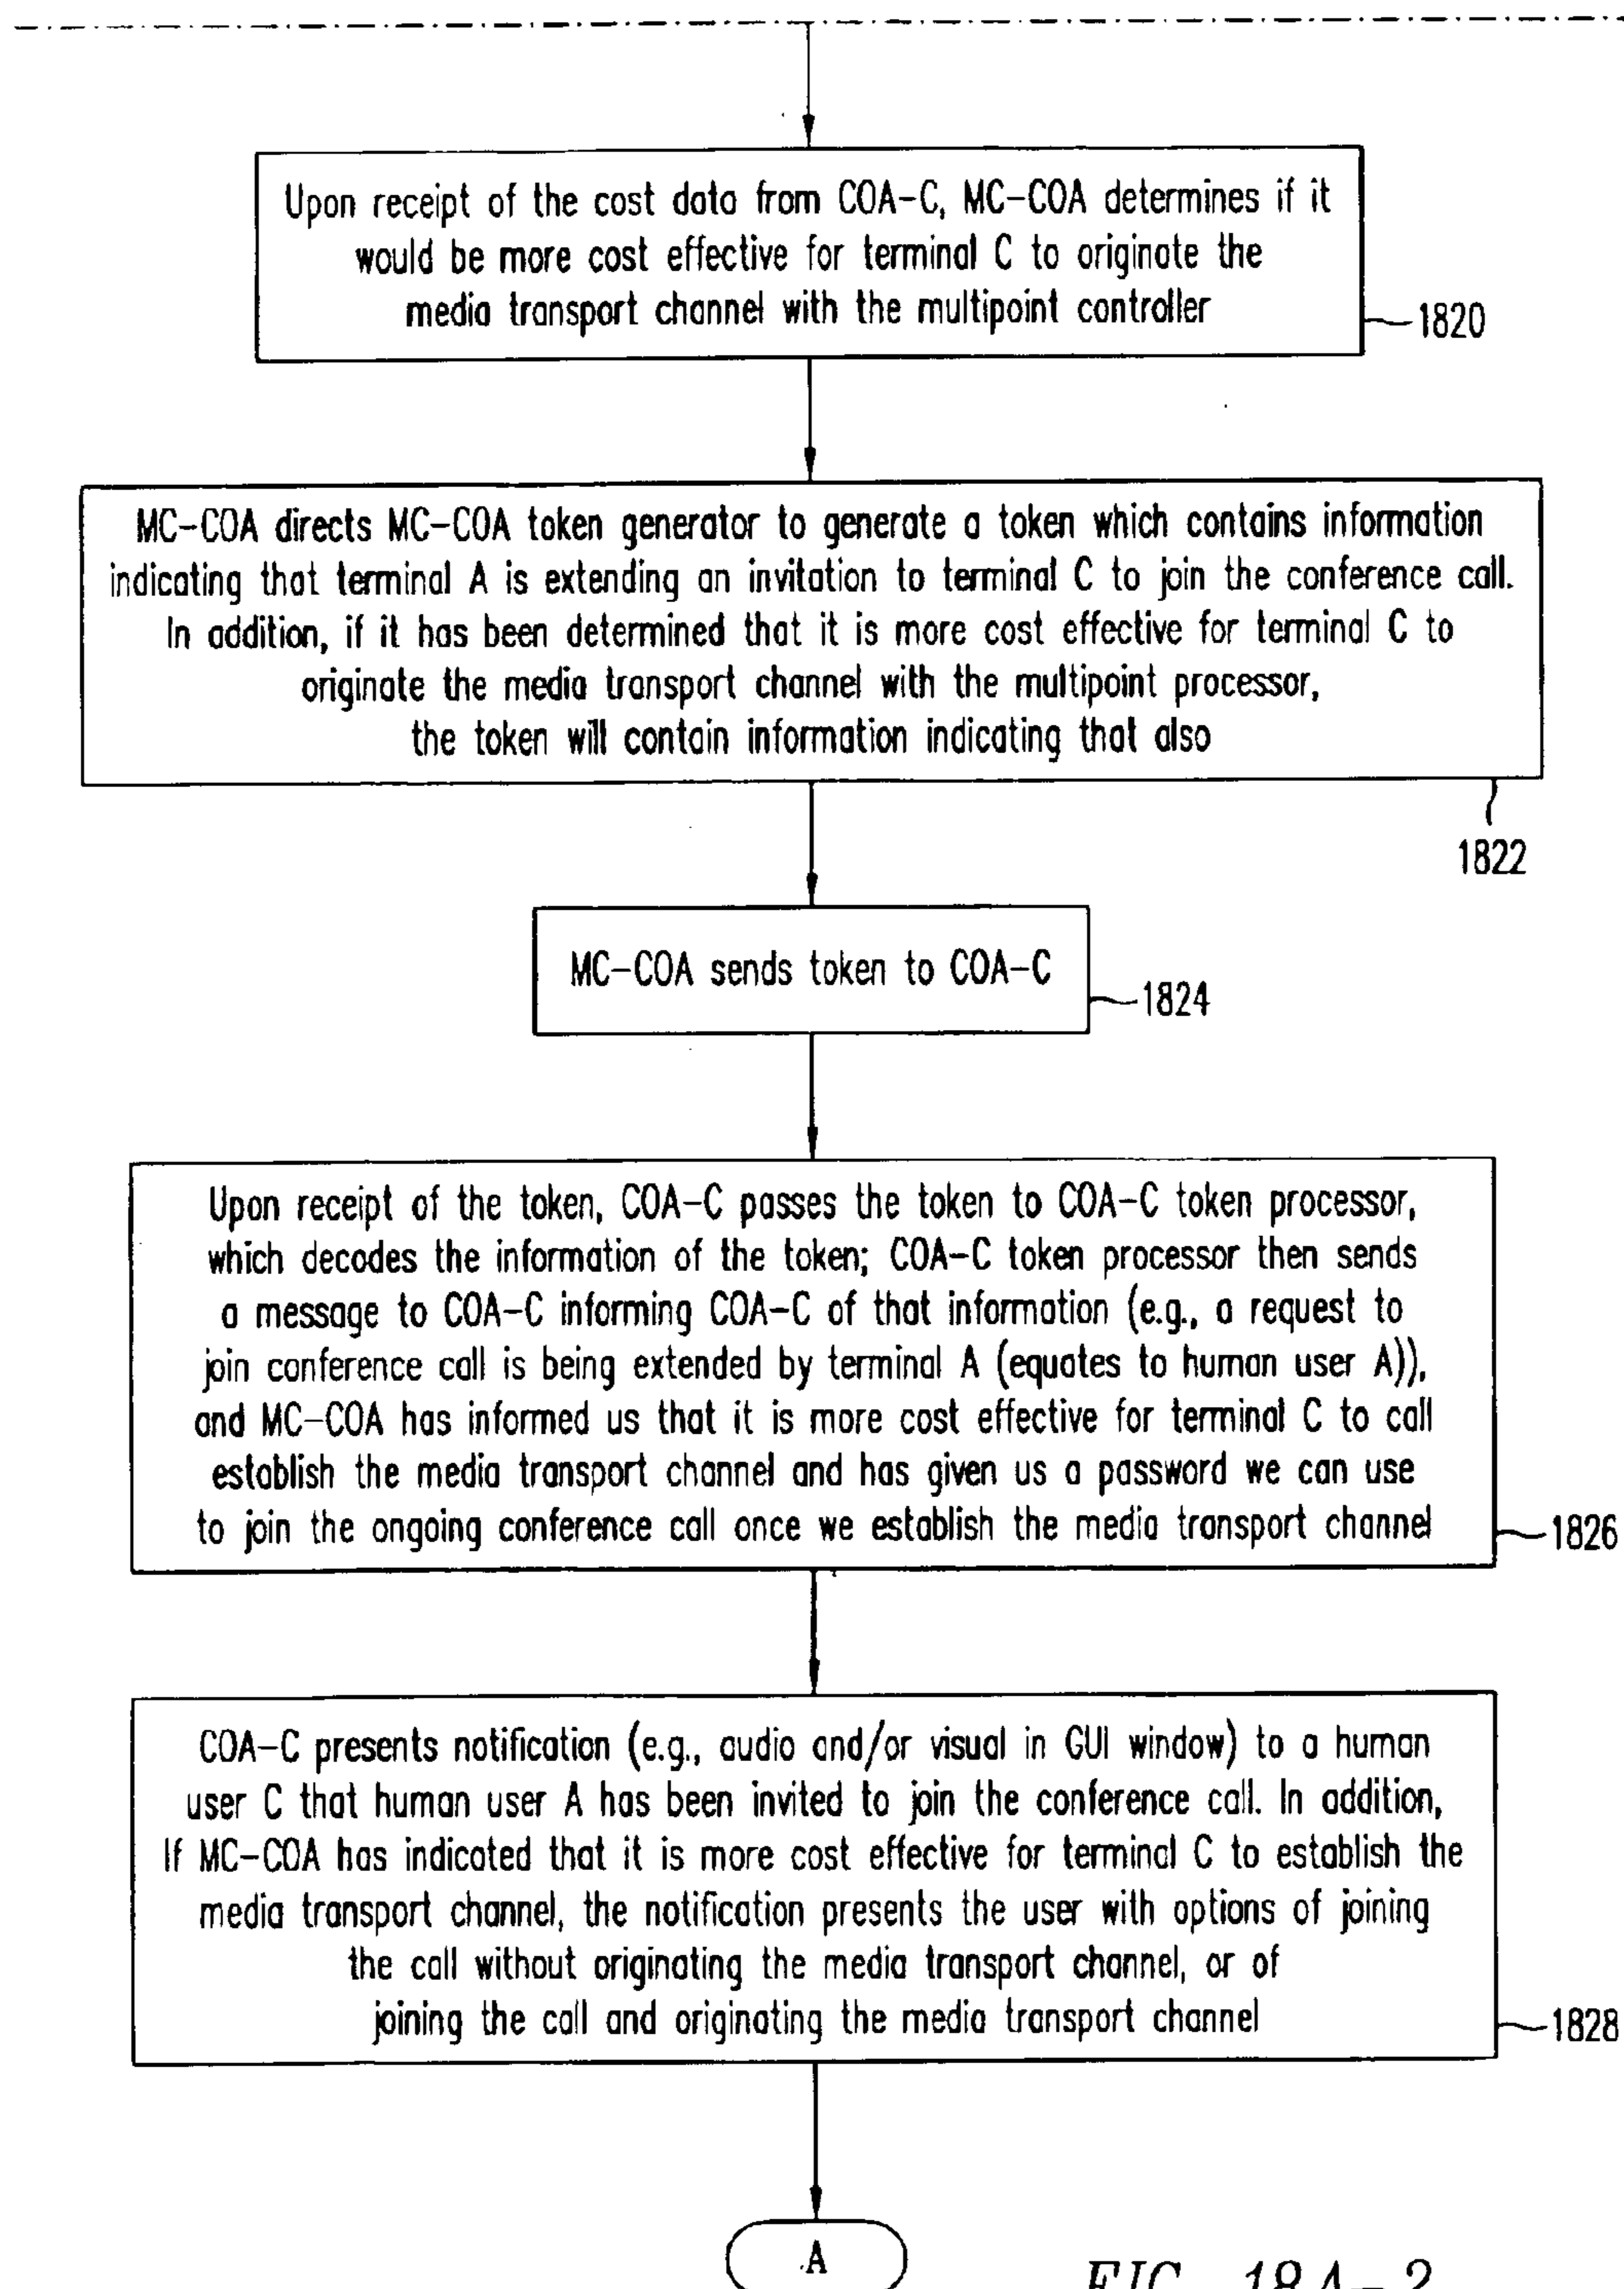 Upon receipt of the cost data from COA-C, MC-COA determines if it
would be more cost effective for terminal C to originate the
media transport channel with the multipoint controller
1820
MC-COA directs MC-COA token generator to generate a token which contains information
indicating that terminal A is extending an invitation to terminal C to join the conference call.
In addition, if it has been determined that it is more cost effective for terminal C to
originate the media transport channel with the multipoint processor,
the token will contain information indicating that also
1822
MC-COA sends token to COA-C
1824
Upon receipt of the token, COA-C passes the token to COA-C token processor,
which decodes the information of the token; COA-C token processor then sends
a message to COA-C informing COA-C of that information (e.g., a request to
join conference call is being extended by terminal A (equates to human user A)),
and MC-COA has informed us that it is more cost effective for terminal C to call
establish the media transport channel and has given us a password we can use
to join the ongoing conference call once we establish the media transport channel
1826
COA-C presents notification (e.g., audio and/or visual in GUI window) to a human
user C that human user A has been invited to join the conference call. In addition,
If MC-COA has indicated that it is more cost effective for terminal C to establish the
media transport channel, the notification presents the user with options of joining
the call without originating the media transport channel, or of
joining the call and originating the media transport channel
1828
A
FIG. 18A-2